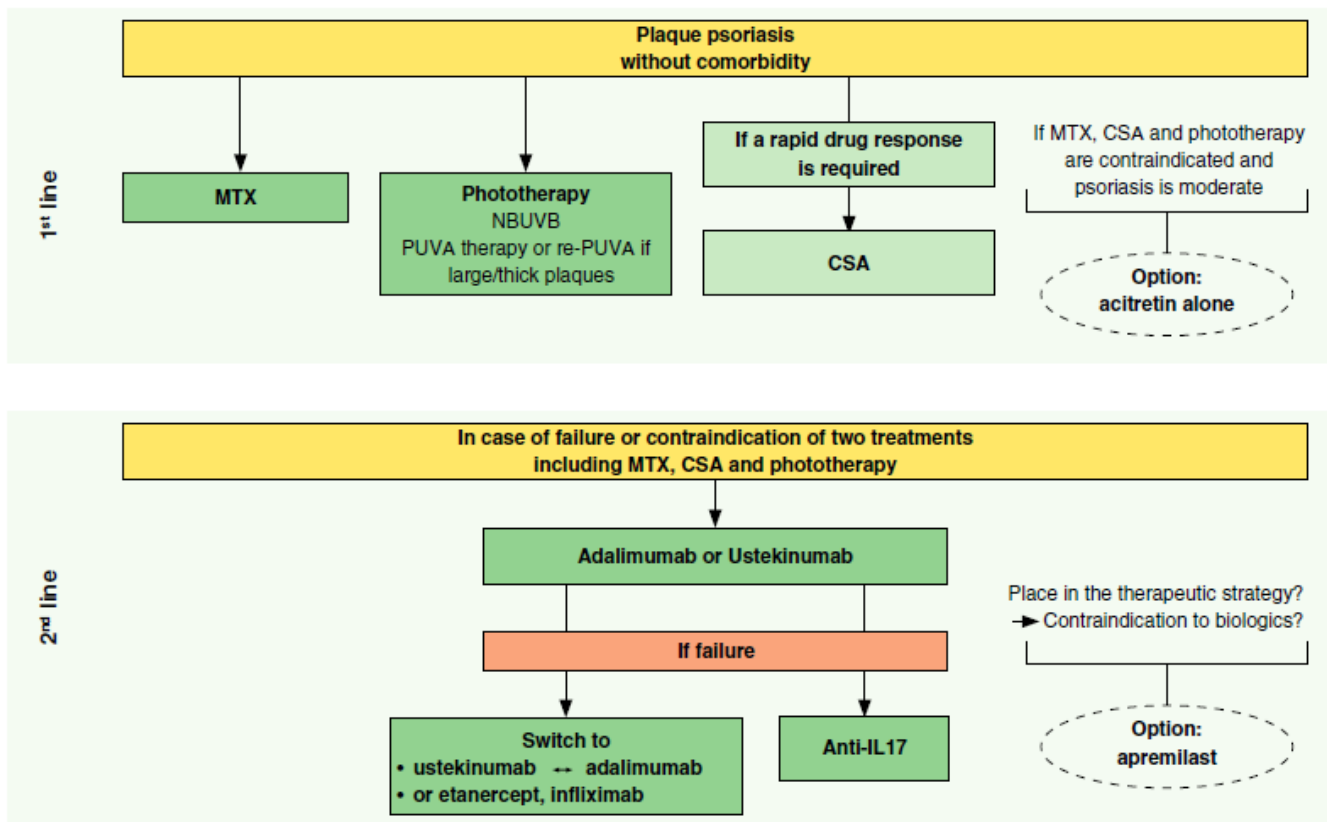 Plaque psoriasis
without comorbidity
1st line
MTX
Phototherapy
NBUVB
PUVA therapy or re-PUVA if
large/thick plaques
If a rapid drug response
is required
CSA
If MTX, CSA and phototherapy
are contraindicated and
psoriasis is moderate
Option:
acitretin alone
In case of failure or contraindication of two treatments
including MTX, CSA and phototherapy
2nd line
Adalimumab or Ustekinumab
If failure
Switch to
• ustekinumab ↔ adalimumab
• or etanercept, infliximab
Anti-IL17
Place in the therapeutic strategy?
→ Contraindication to biologics?
Option:
apremilast